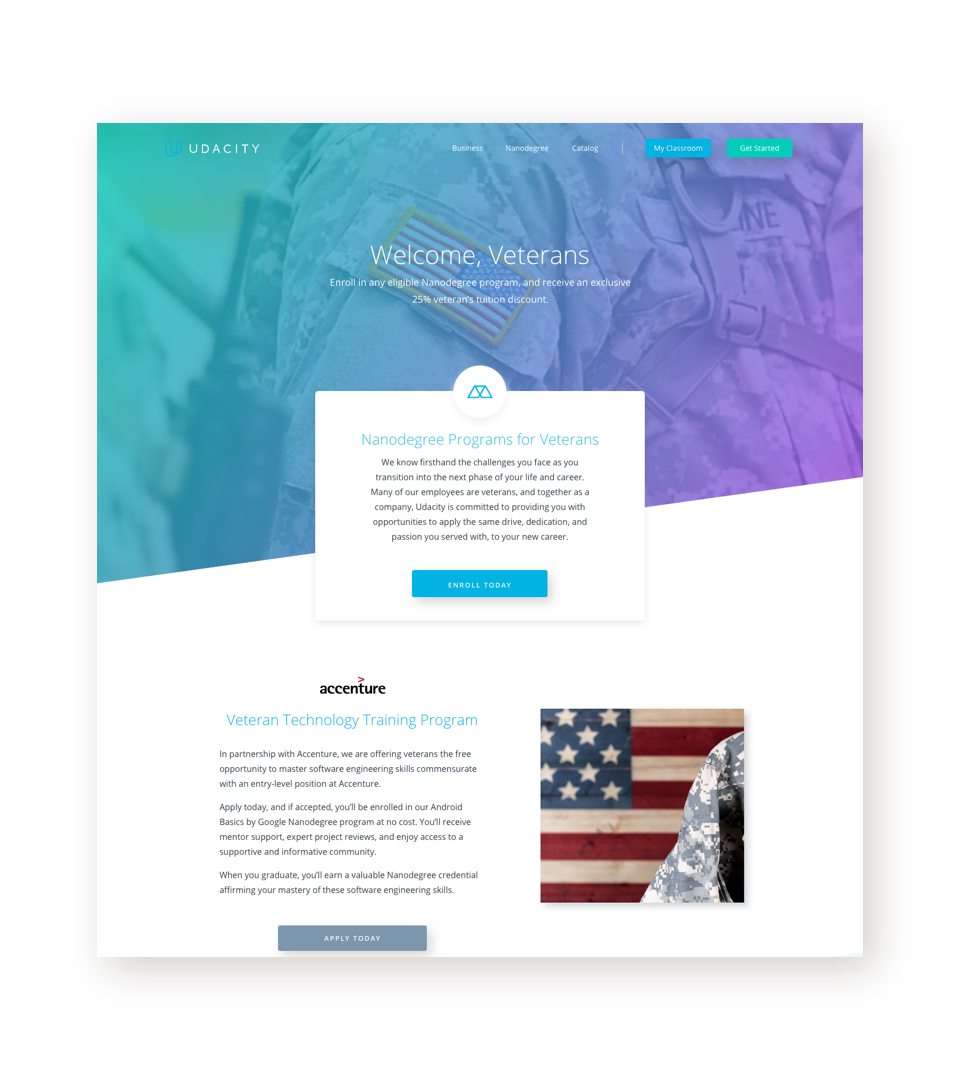 UDACITY
Business Nanodegree Catalog My Classroom Get Started
INE
Welcome, Veterans
Enroll in any eligible Nanodegree program, and receive an exclusive
25% veteran's tuition discount.
Nanodegree Programs for Veterans
We know firsthand the challenges you face as you
transition into the next phase of your life and career.
Many of our employees are veterans, and together as a
company, Udacity is committed to providing you with
opportunities to apply the same drive, dedication, and
passion you served with, to your new career.
ENROLL TODAY
accenture
Veteran Technology Training Program
In partnership with Accenture, we are offering veterans the free
opportunity to master software engineering skills commensurate
with an entry-level position at Accenture.
Apply today, and if accepted, you'll be enrolled in our Android
Basics by Google Nanodegree program at no cost. You'll receive
mentor support, expert project reviews, and enjoy access to a
supportive and informative community.
When you graduate, you'll earn a valuable Nanodegree credential
affirming your mastery of these software engineering skills.
APPLY TODAY